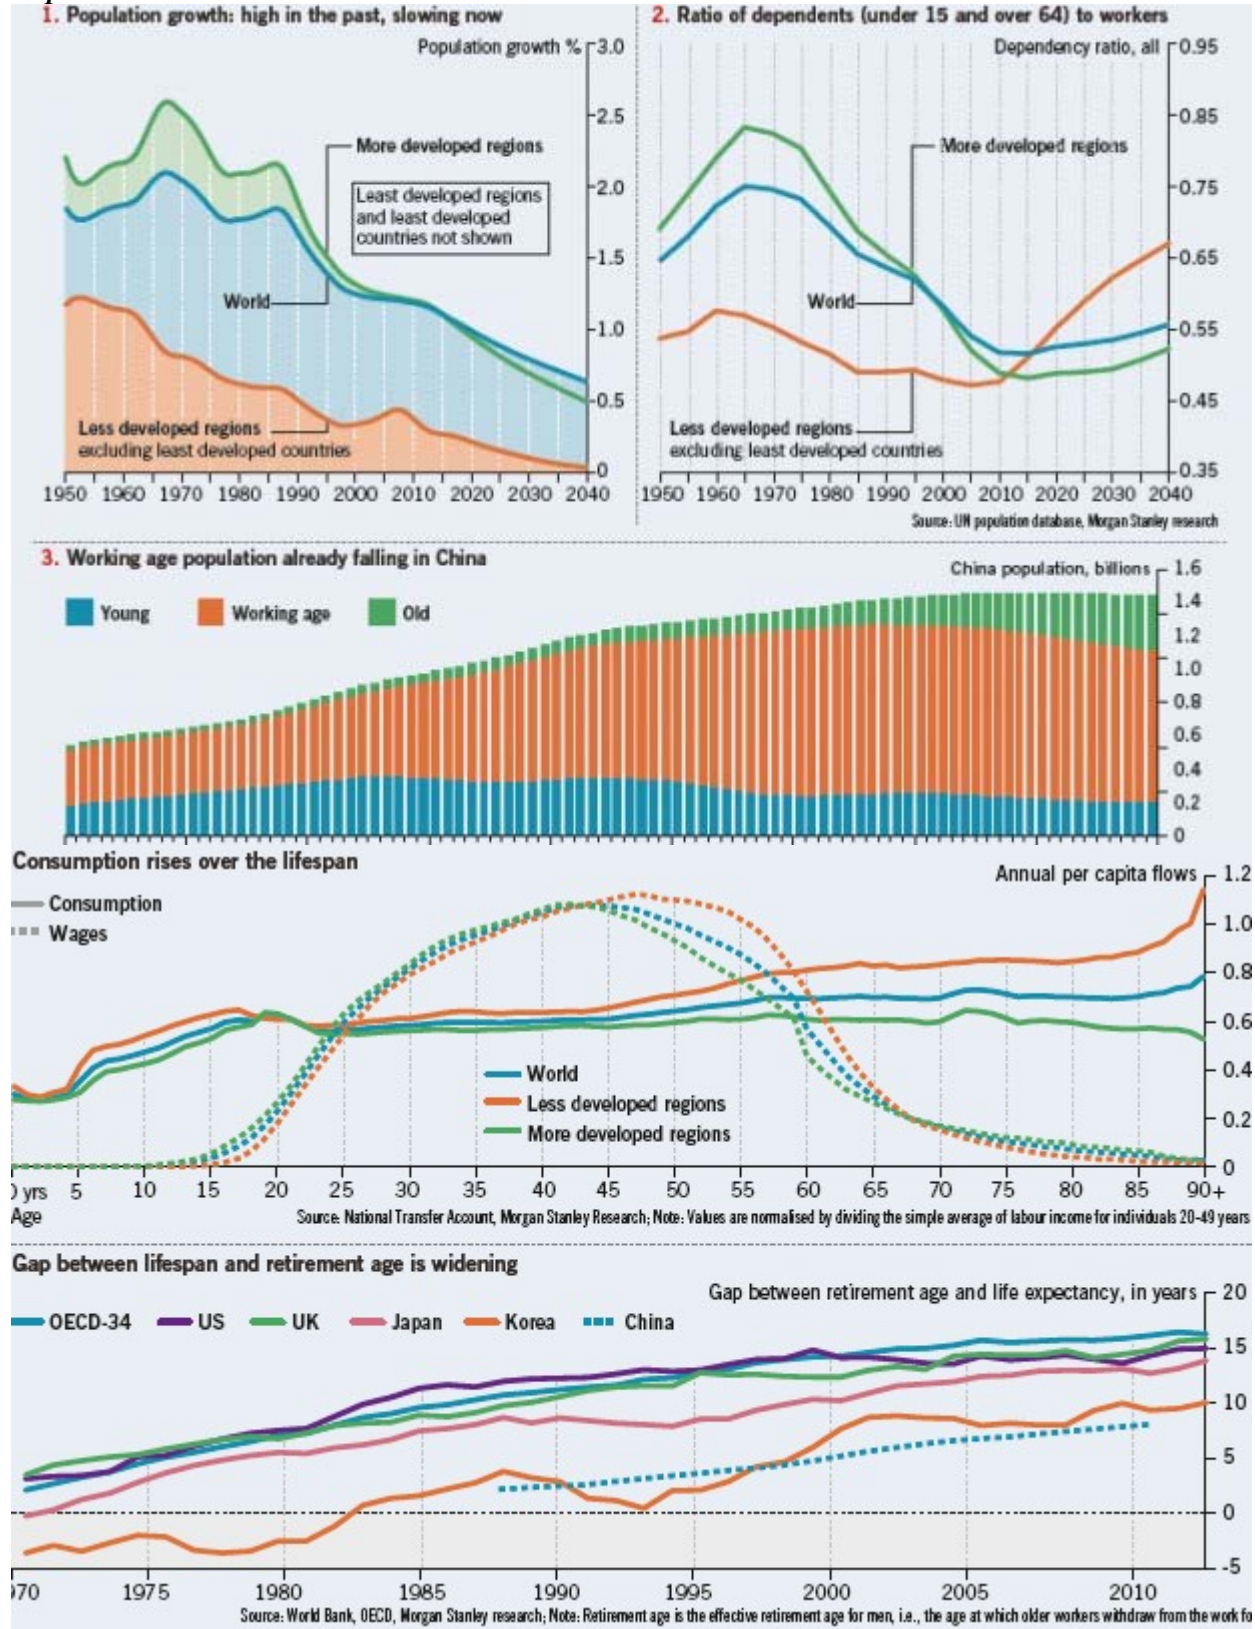 1. Population growth: high in the past, slowing now
Population growth %
3.0
2.5
2.0
1.5
1.0
0.5
0
More developed regions
Least developed regions
and least developed
countries not shown
World
Less developed regions
excluding least developed countries
1950 1960 1970 1980 1990 2000 2010 2020 2030 2040
2. Ratio of dependents (under 15 and over 64) to workers
Dependency ratio, all
0.95
0.85
0.75
0.65
0.55
0.45
0.35
More developed regions
World
Less developed regions
excluding least developed countries
1950 1960 1970 1980 1990 2000 2010 2020 2030 2040
Source: UN population database, Morgan Stanley research
3. Working age population already falling in China
China population, billions
Young Working age Old
1.6
1.4
1.2
1.0
0.8
0.6
0.4
0.2
0
Consumption rises over the lifespan
Annual per capita flows
Consumption
Wages
1.2
1.0
0.8
0.6
0.4
0.2
0
World
Less developed regions
More developed regions
0 yrs 5 10 15 20 25 30 35 40 45 50 55 60 65 70 75 80 85 90+
Age
Source: National Transfer Account, Morgan Stanley Research; Note: Values are normalised by dividing the simple average of labour income for individuals 20-49 years
Gap between lifespan and retirement age is widening
Gap between retirement age and life expectancy, in years
OECD-34 US UK Japan Korea China
20
15
10
5
0
-5
970 1975 1980 1985 1990 1995 2000 2005 2010
Source: World Bank, OECD, Morgan Stanley research; Note: Retirement age is the effective retirement age for men, i.e., the age at which older workers withdraw from the work fo